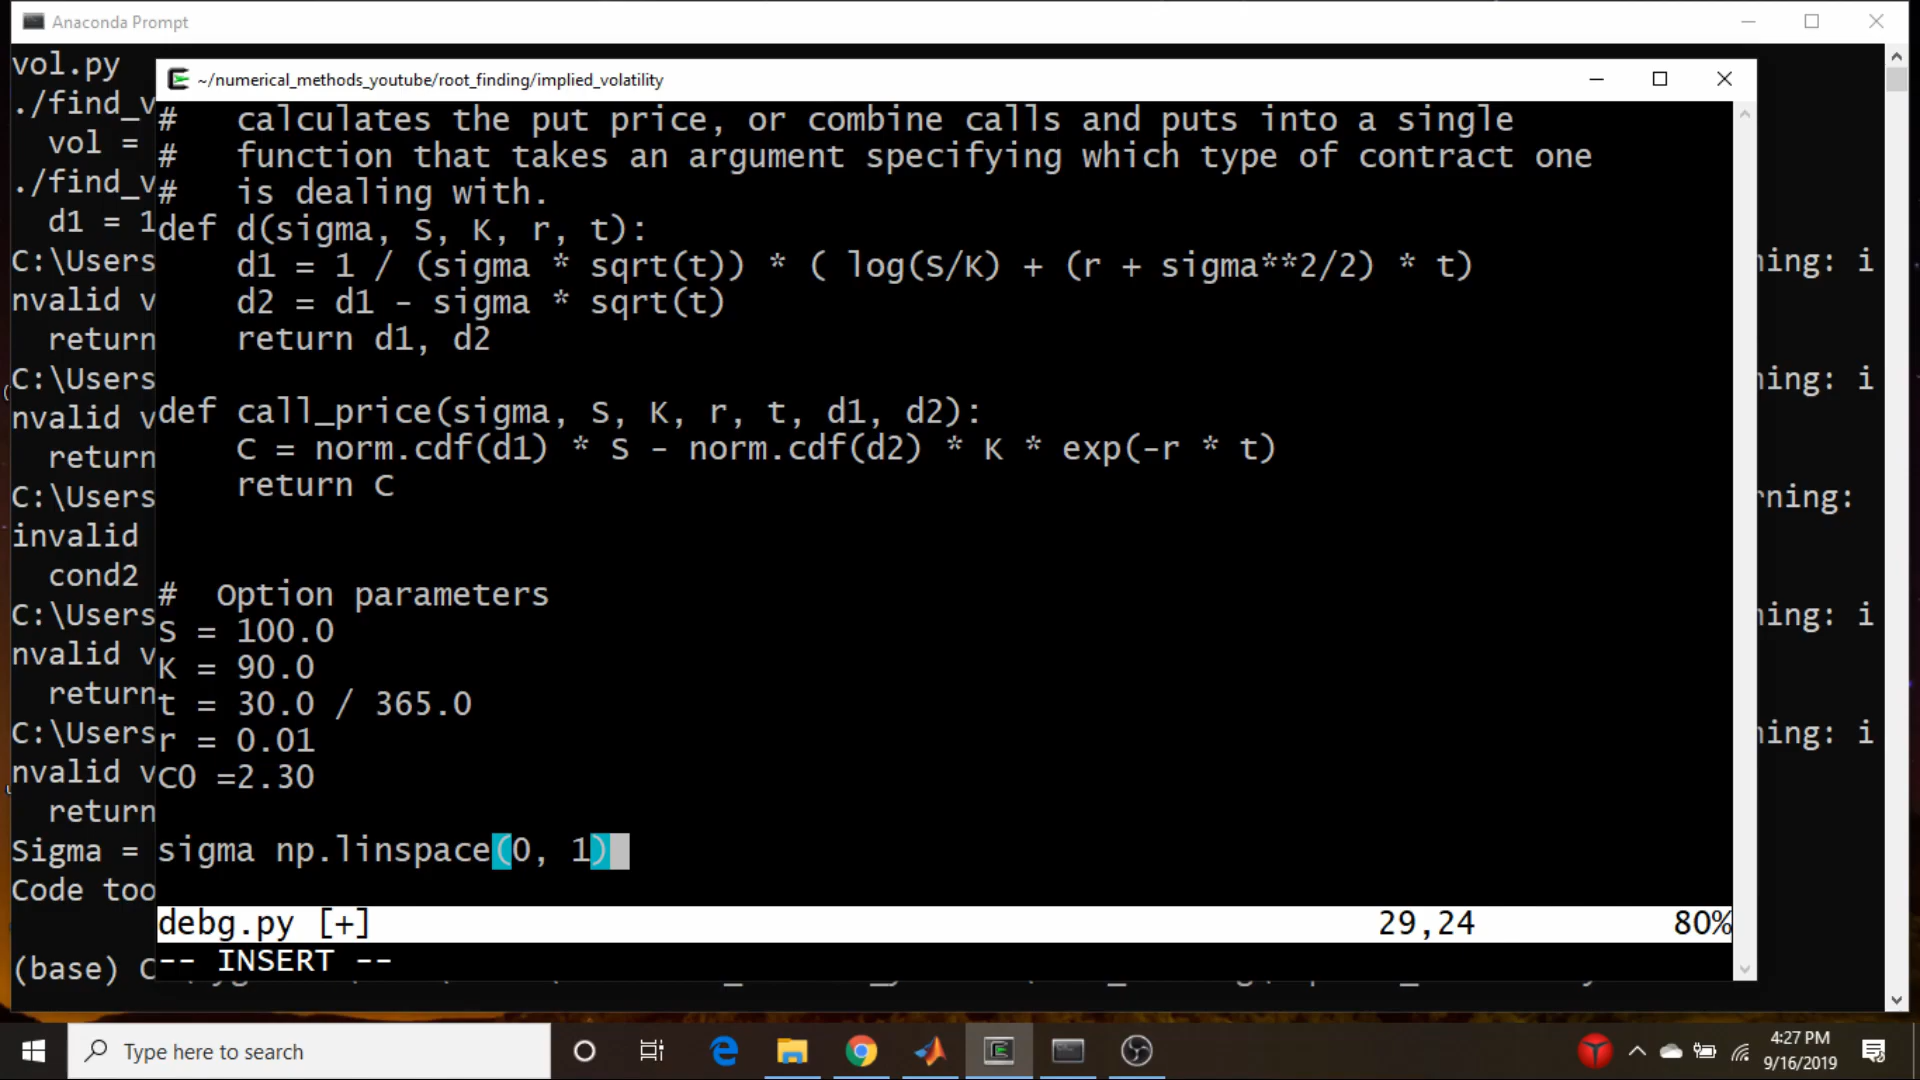 Anaconda Prompt
vol.py
./find_v
vol =
./find_v
d1 = 1
C:\Users
nvalid v
return
C:\Users
nvalid v
return
C:\Users
invalid
cond2
C:\Users
nvalid v
return
C:\Users
nvalid v
return
Sigma =
Code too
(base) C
ning: i
ning: i
rning:
ning: i
ning: i
~/numerical_methods_youtube/root_finding/implied_volatility
#   calculates the put price, or combine calls and puts into a single
#   function that takes an argument specifying which type of contract one
#   is dealing with.
def d(sigma, S, K, r, t):
    d1 = 1 / (sigma * sqrt(t)) * ( log(S/K) + (r + sigma**2/2) * t)
    d2 = d1 - sigma * sqrt(t)
    return d1, d2
def call_price(sigma, S, K, r, t, d1, d2):
    C = norm.cdf(d1) * S - norm.cdf(d2) * K * exp(-r * t)
    return C
#  Option parameters
S = 100.0
K = 90.0
t = 30.0 / 365.0
r = 0.01
C0 =2.30
sigma np.linspace(0, 1)
debg.py [+] 29,24 80%
-- INSERT --
Type here to search
4:27 PM
9/16/2019